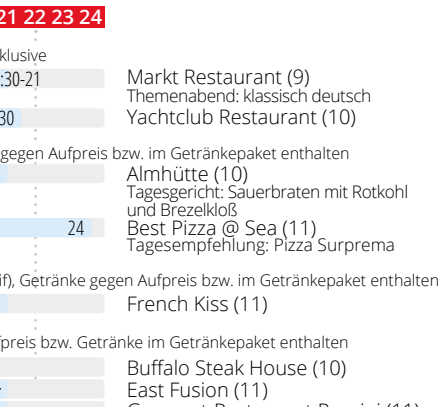 21 22 23 24
klusive
:30-21
Markt Restaurant (9)
Themenabend: klassisch deutsch
30
Yachtclub Restaurant (10)
gegen Aufpreis bzw. im Getränkepaket enthalten
Almhütte (10)
Tagesgericht: Sauerbraten mit Rotkohl
und Brezelkloß
24
Best Pizza @ Sea (11)
Tagesempfehlung: Pizza Surprema
if), Getränke gegen Aufpreis bzw. im Getränkepaket enthalten
French Kiss (11)
fpreis bzw. Getränke im Getränkepaket enthalten
Buffalo Steak House (10)
East Fusion (11)